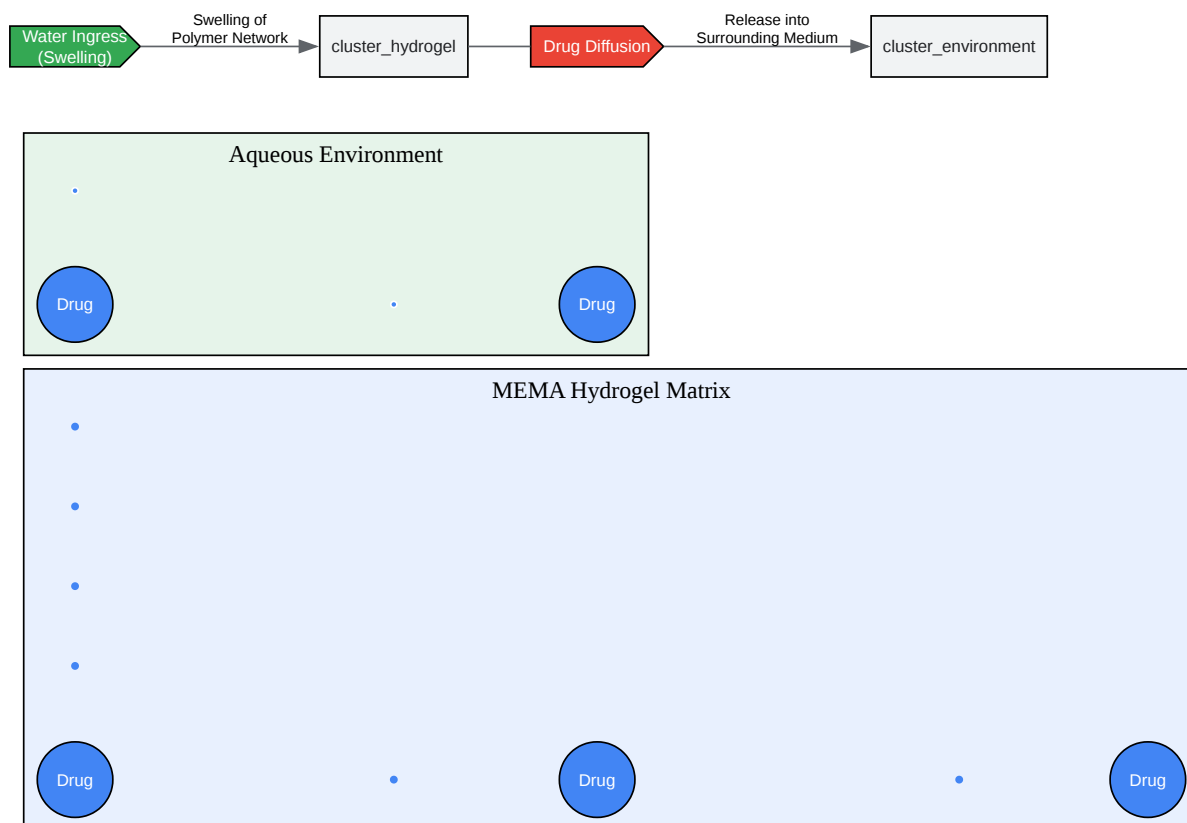 Water Ingress
(Swelling)
Swelling of
Polymer Network
cluster_hydrogel
Drug Diffusion
Release into
Surrounding Medium
cluster_environment
Aqueous Environment
Drug
Drug
MEMA Hydrogel Matrix
Drug
Drug
Drug